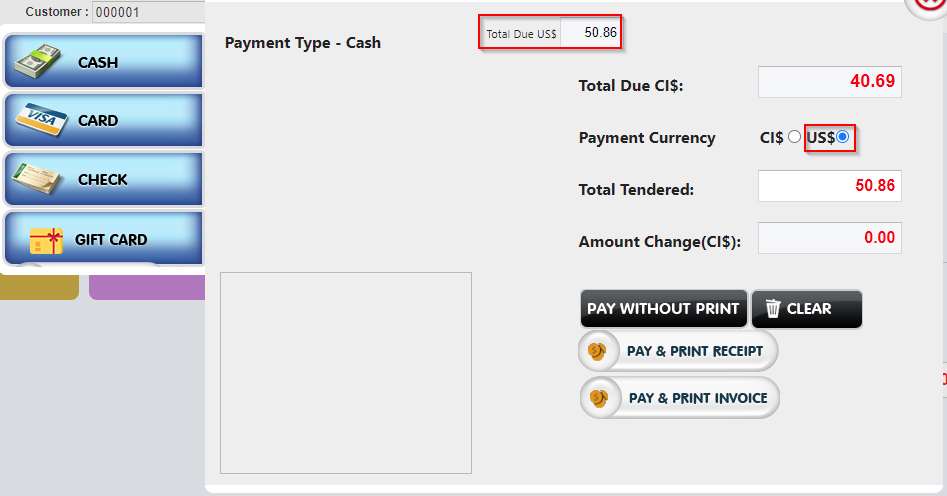 Customer : 000001
CASH
VISA
CARD
CHECK
GIFT CARD
Payment Type - Cash
Total Due US$ 50.86
Total Due CI$: 40.69
Payment Currency CI$ US$
Total Tendered: 50.86
Amount Change(CI$): 0.00
PAY WITHOUT PRINT CLEAR
PAY & PRINT RECEIPT
PAY & PRINT INVOICE